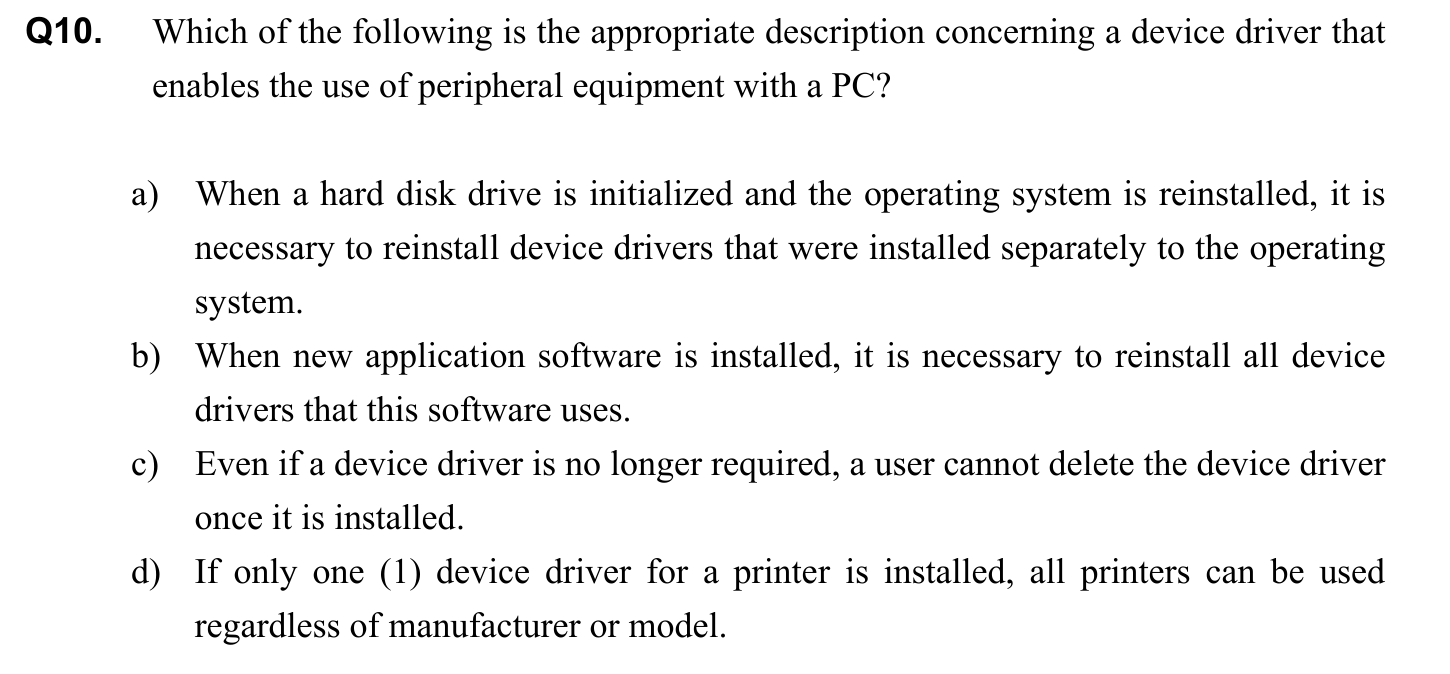 Q10. Which of the following is the appropriate description concerning a device driver that
enables the use of peripheral equipment with a PC?
a) When a hard disk drive is initialized and the operating system is reinstalled, it is
necessary to reinstall device drivers that were installed separately to the operating
system.
b) When new application software is installed, it is necessary to reinstall all device
drivers that this software uses.
c) Even if a device driver is no longer required, a user cannot delete the device driver
once it is installed.
d) If only one (1) device driver for a printer is installed, all printers can be used
regardless of manufacturer or model.